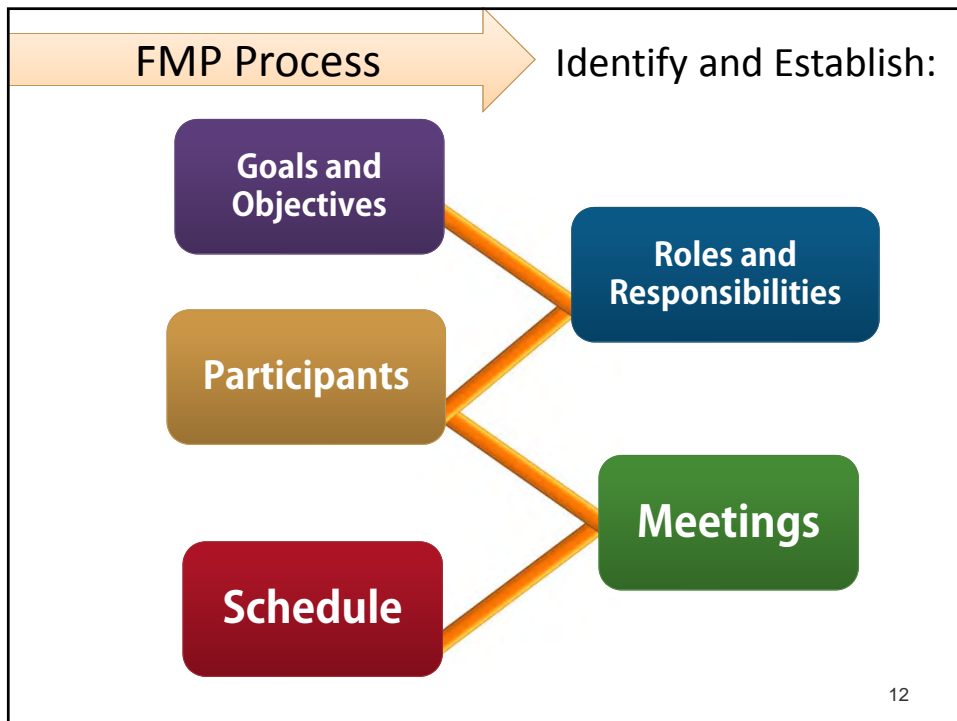 FMP Process
Identify and Establish:
Goals and
Objectives
Roles and
Responsibilities
Participants
Meetings
Schedule
12